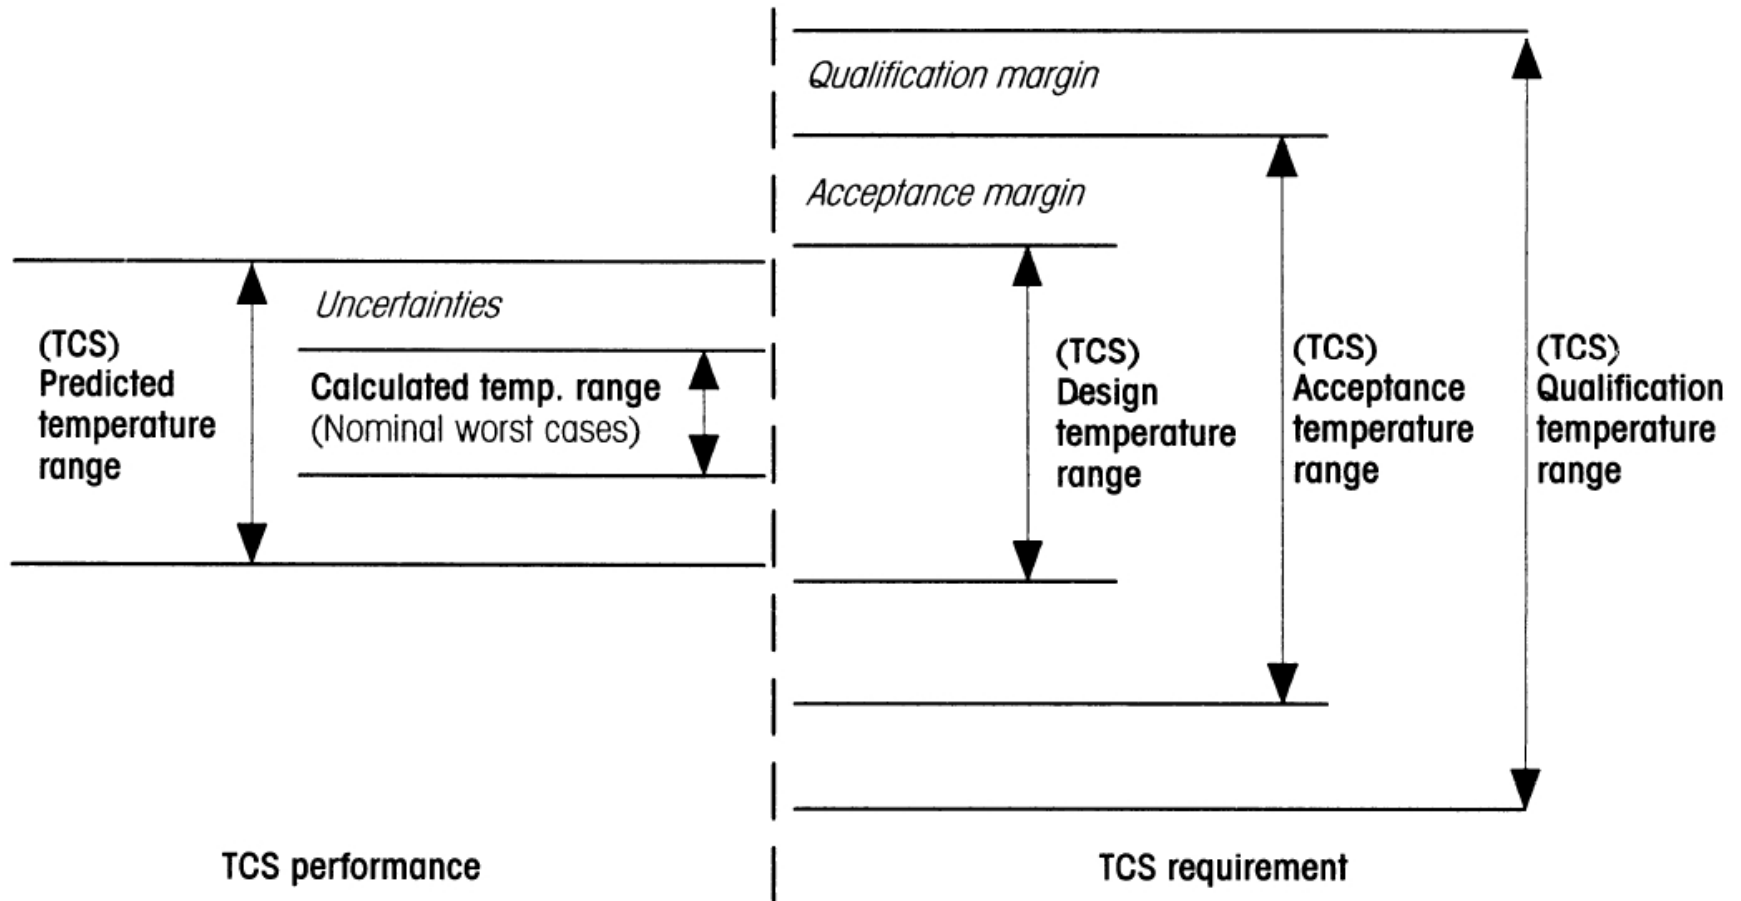 Qualification margin
Acceptance margin
Uncertainties
(TCS)
Predicted
temperature
range
Calculated temp. range
(Nominal worst cases)
(TCS)
Design
temperature
range
(TCS)
Acceptance
temperature
range
(TCS)
Qualification
temperature
range
TCS performance
TCS requirement